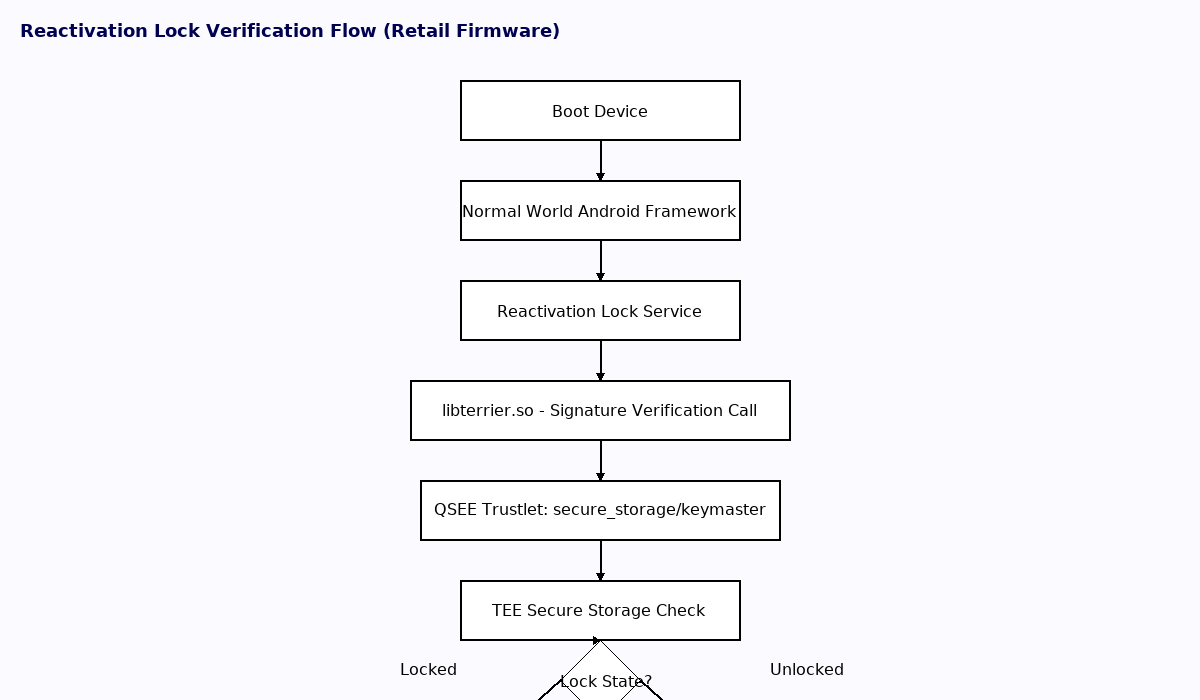 Reactivation Lock Verification Flow (Retail Firmware)
Boot Device
Normal World Android Framework
Reactivation Lock Service
libterrier.so - Signature Verification Call
QSEE Trustlet: secure_storage/keymaster
TEE Secure Storage Check
Locked
Unlocked
Lock State?